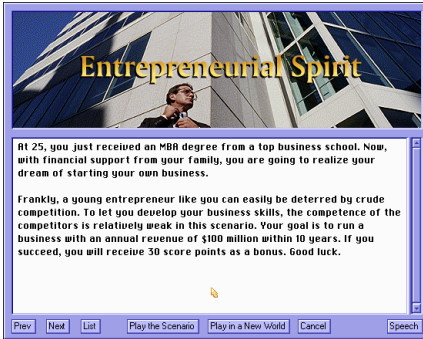 Entrepreneurial Spirit
At 25, you just received an MBA degree from a top business school. Now,
with financial support from your family, you are going to realize your
dream of starting your own business.
Frankly, a young entrepreneur like you can easily be deterred by crude
competition. To let you develop your business skills, the competence of the
competitors is relatively weak in this scenario. Your goal is to run a
business with an annual revenue of $100 million within 10 years. If you
succeed, you will receive 30 score points as a bonus. Good luck.
Prev Next List Play the Scenario Play in a New World Cancel Speech